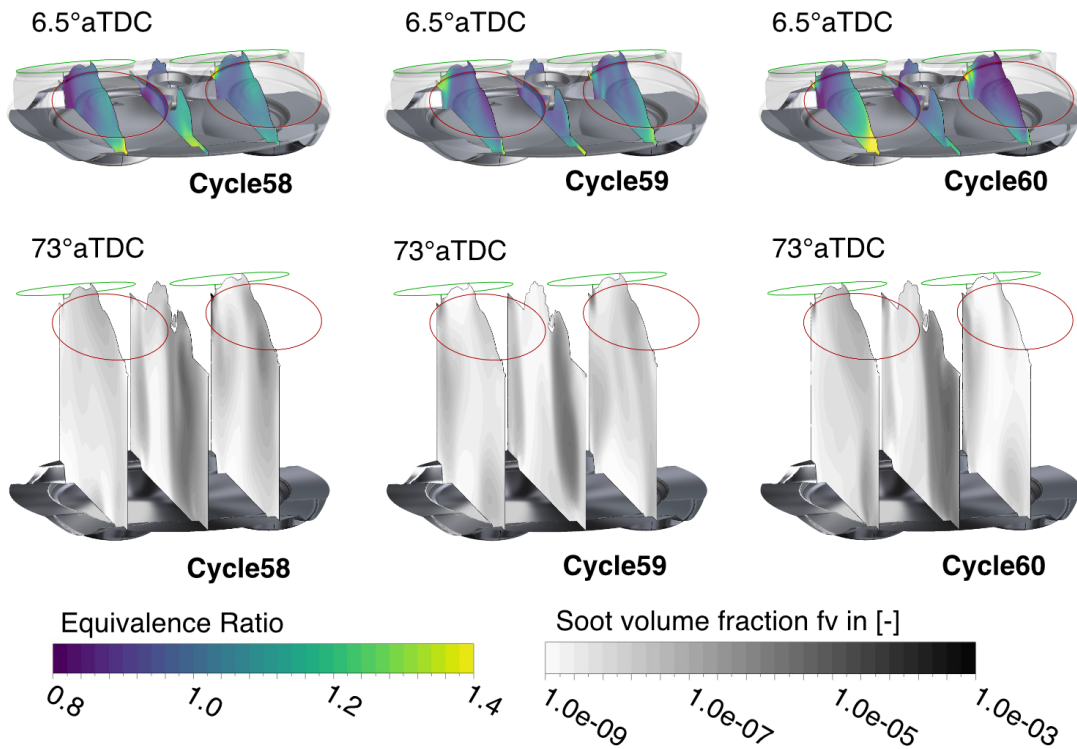 6.5°aTDC
6.5°aTDC
6.5°aTDC
Cycle58
Cycle59
Cycle60
73°aTDC
73°aTDC
73°aTDC
Cycle58
Cycle59
Cycle60
Equivalence Ratio
0.8
1.0
1.2
1.4
Soot volume fraction fv in [-]
1.0e-09
1.0e-07
1.0e-05
1.0e-03